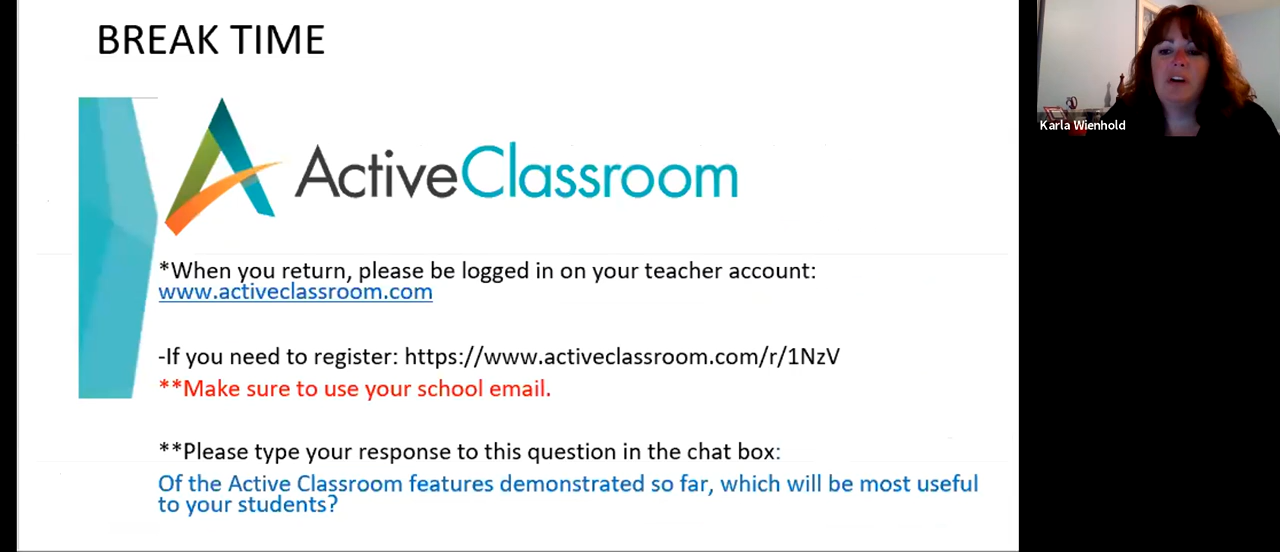 BREAK TIME
ActiveClassroom
*When you return, please be logged in on your teacher account:
www.activeclassroom.com
-If you need to register: https://www.activeclassroom.com/r/1NzV
**Make sure to use your school email.
**Please type your response to this question in the chat box:
Of the Active Classroom features demonstrated so far, which will be most useful
to your students?
Karla Wienhold